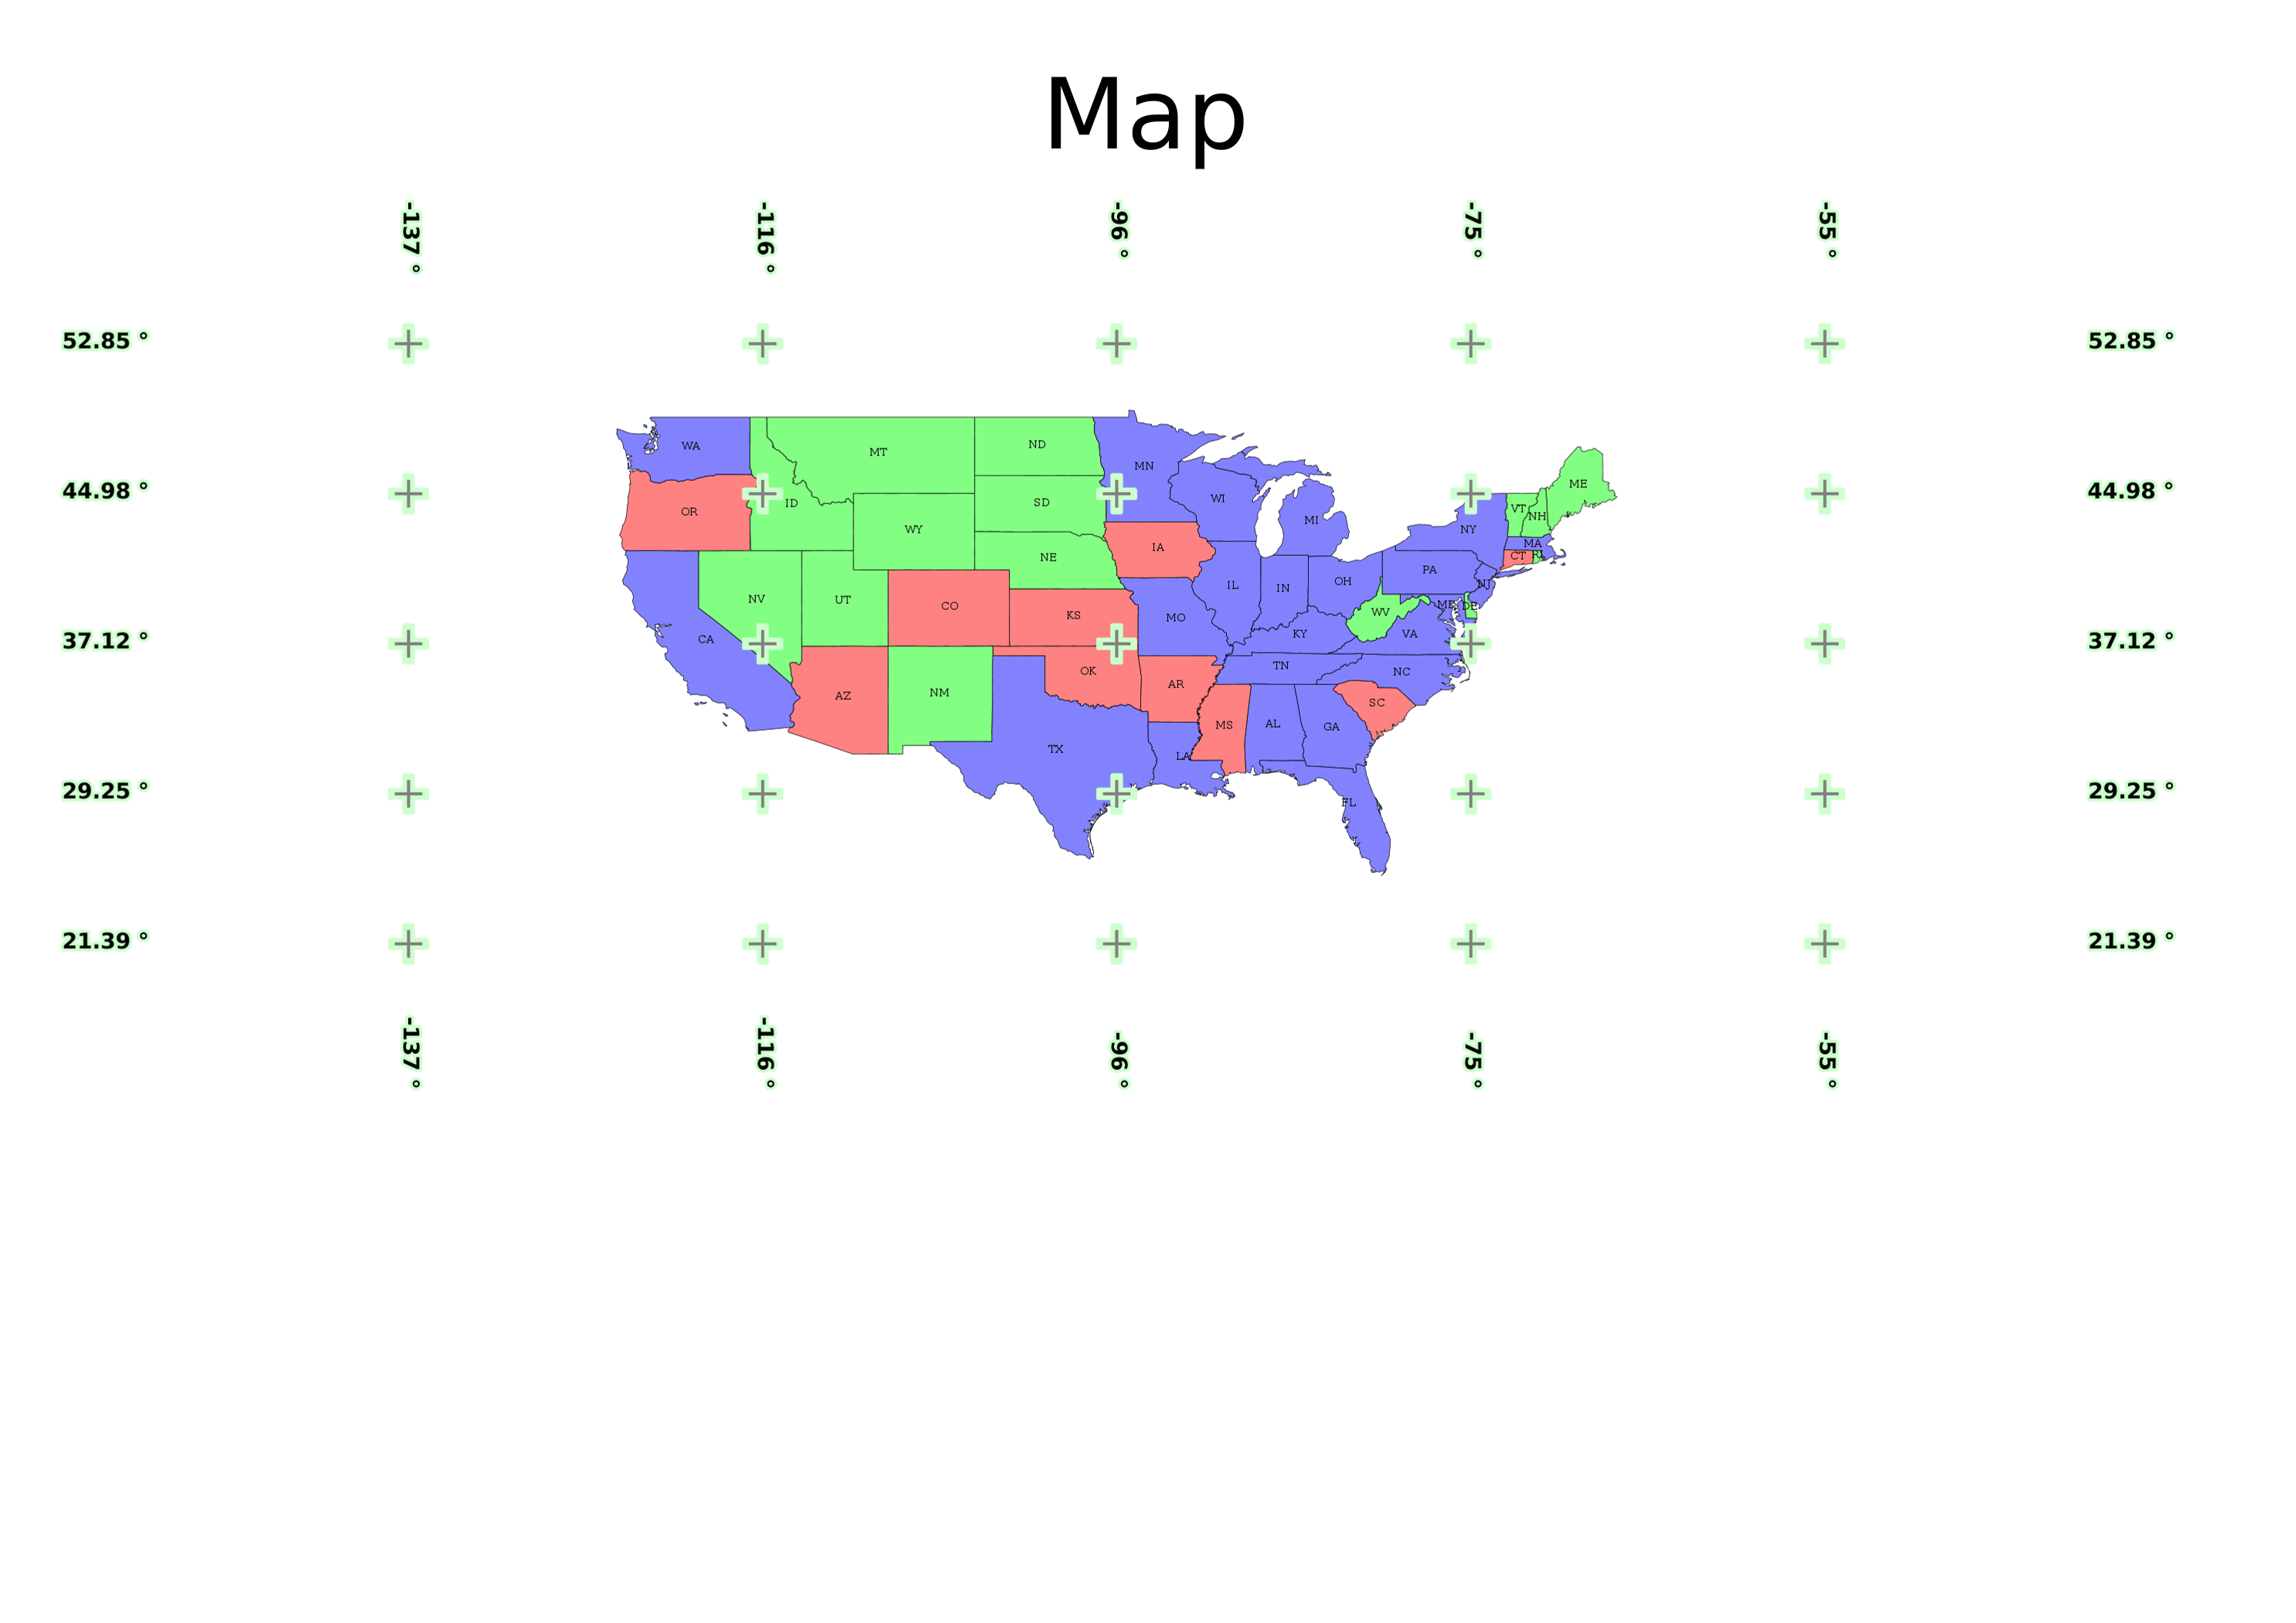 Map
-137 °
-116 °
-96 °
-75 °
-55 °
52.85 °
52.85 °
44.98 °
44.98 °
37.12 °
37.12 °
29.25 °
29.25 °
21.39 °
21.39 °
WA
MT
ND
MN
OR
ID
WY
SD
WI
MI
NY
VT
NH
ME
MA
CT
RI
NV
UT
CO
NE
IA
IL
IN
OH
PA
NJ
CA
KS
MO
KY
WV
VA
MD
DE
AZ
NM
OK
AR
TN
NC
SC
TX
LA
MS
AL
GA
FL
-137 °
-116 °
-96 °
-75 °
-55 °